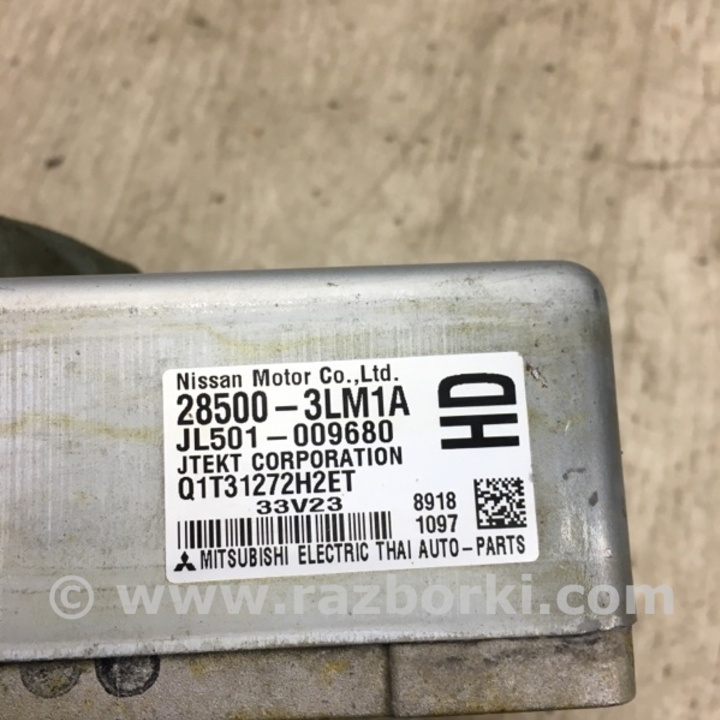 Nissan Motor Co.,Ltd.
28500-3LM1A
HD
JL501-009680
JTEKT CORPORATION
Q1T31272H2ET
33V23
8918
1097
MITSUBISHI ELECTRIC THAI AUTO-PARTS
© www.razborki.com